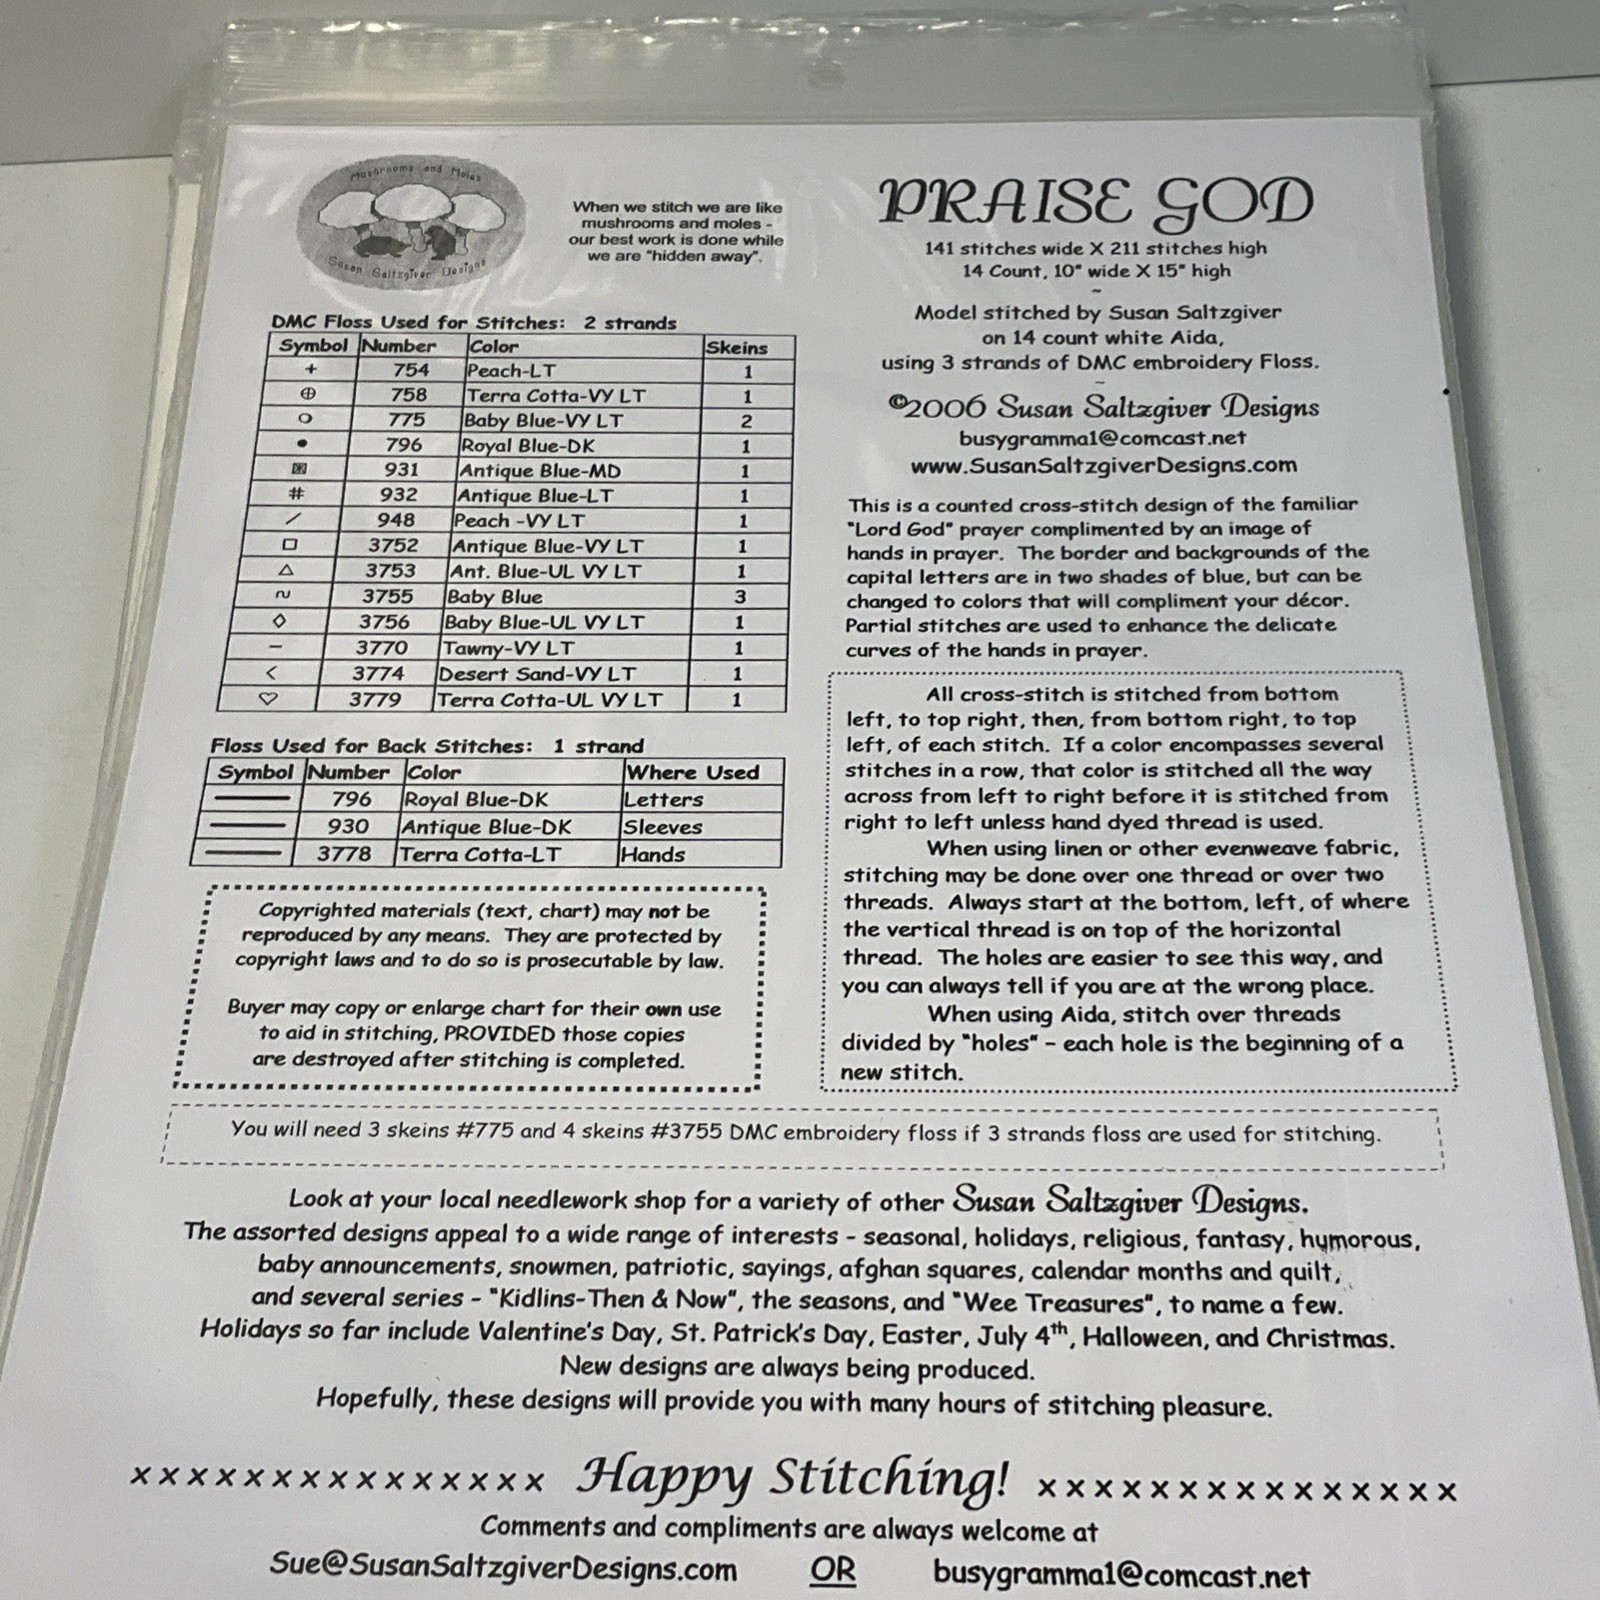 Mushrooms and Moles
Susan Saltzgiver Designs
When we stitch we are like
mushrooms and moles -
our best work is done while
we are "hidden away".
DMC Floss Used for Stitches: 2 strands
Symbol Number Color Skeins
+ 754 Peach-LT 1
⊕ 758 Terra Cotta-VY LT 1
○ 775 Baby Blue-VY LT 2
● 796 Royal Blue-DK 1
931 Antique Blue-MD 1
# 932 Antique Blue-LT 1
/ 948 Peach -VY LT 1
□ 3752 Antique Blue-VY LT 1
△ 3753 Ant. Blue-UL VY LT 1
~ 3755 Baby Blue 3
◇ 3756 Baby Blue-UL VY LT 1
- 3770 Tawny-VY LT 1
< 3774 Desert Sand-VY LT 1
♡ 3779 Terra Cotta-UL VY LT 1
Floss Used for Back Stitches: 1 strand
Symbol Number Color Where Used
796 Royal Blue-DK Letters
930 Antique Blue-DK Sleeves
3778 Terra Cotta-LT Hands
Copyrighted materials (text, chart) may not be
reproduced by any means. They are protected by
copyright laws and to do so is prosecutable by law.
Buyer may copy or enlarge chart for their own use
to aid in stitching, PROVIDED those copies
are destroyed after stitching is completed.
PRAISE GOD
141 stitches wide X 211 stitches high
14 Count, 10" wide X 15" high
~
Model stitched by Susan Saltzgiver
on 14 count white Aida,
using 3 strands of DMC embroidery Floss.
~
©2006 Susan Saltzgiver Designs
busygramma1@comcast.net
www.SusanSaltzgiverDesigns.com
This is a counted cross-stitch design of the familiar
"Lord God" prayer complimented by an image of
hands in prayer. The border and backgrounds of the
capital letters are in two shades of blue, but can be
changed to colors that will compliment your décor.
Partial stitches are used to enhance the delicate
curves of the hands in prayer.
All cross-stitch is stitched from bottom
left, to top right, then, from bottom right, to top
left, of each stitch. If a color encompasses several
stitches in a row, that color is stitched all the way
across from left to right before it is stitched from
right to left unless hand dyed thread is used.
When using linen or other evenweave fabric,
stitching may be done over one thread or over two
threads. Always start at the bottom, left, of where
the vertical thread is on top of the horizontal
thread. The holes are easier to see this way, and
you can always tell if you are at the wrong place.
When using Aida, stitch over threads
divided by "holes" - each hole is the beginning of a
new stitch.
You will need 3 skeins #775 and 4 skeins #3755 DMC embroidery floss if 3 strands floss are used for stitching.
Look at your local needlework shop for a variety of other Susan Saltzgiver Designs.
The assorted designs appeal to a wide range of interests - seasonal, holidays, religious, fantasy, humorous,
baby announcements, snowmen, patriotic, sayings, afghan squares, calendar months and quilt,
and several series - "Kidlins-Then & Now", the seasons, and "Wee Treasures", to name a few.
Holidays so far include Valentine's Day, St. Patrick's Day, Easter, July 4th, Halloween, and Christmas.
New designs are always being produced.
Hopefully, these designs will provide you with many hours of stitching pleasure.
xxxxxxxxxxxxxxx Happy Stitching! xxxxxxxxxxxxxxx
Comments and compliments are always welcome at
Sue@SusanSaltzgiverDesigns.com OR busygramma1@comcast.net